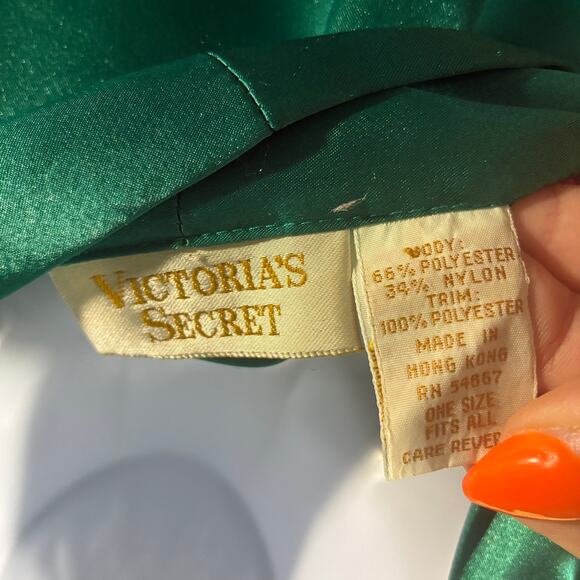 VICTORIA'S
SECRET
BODY:
66% POLYESTER
34% NYLON
TRIM:
100% POLYESTER
MADE IN
HONG KONG
RN 54867
ONE SIZE
FITS ALL
CARE REVER